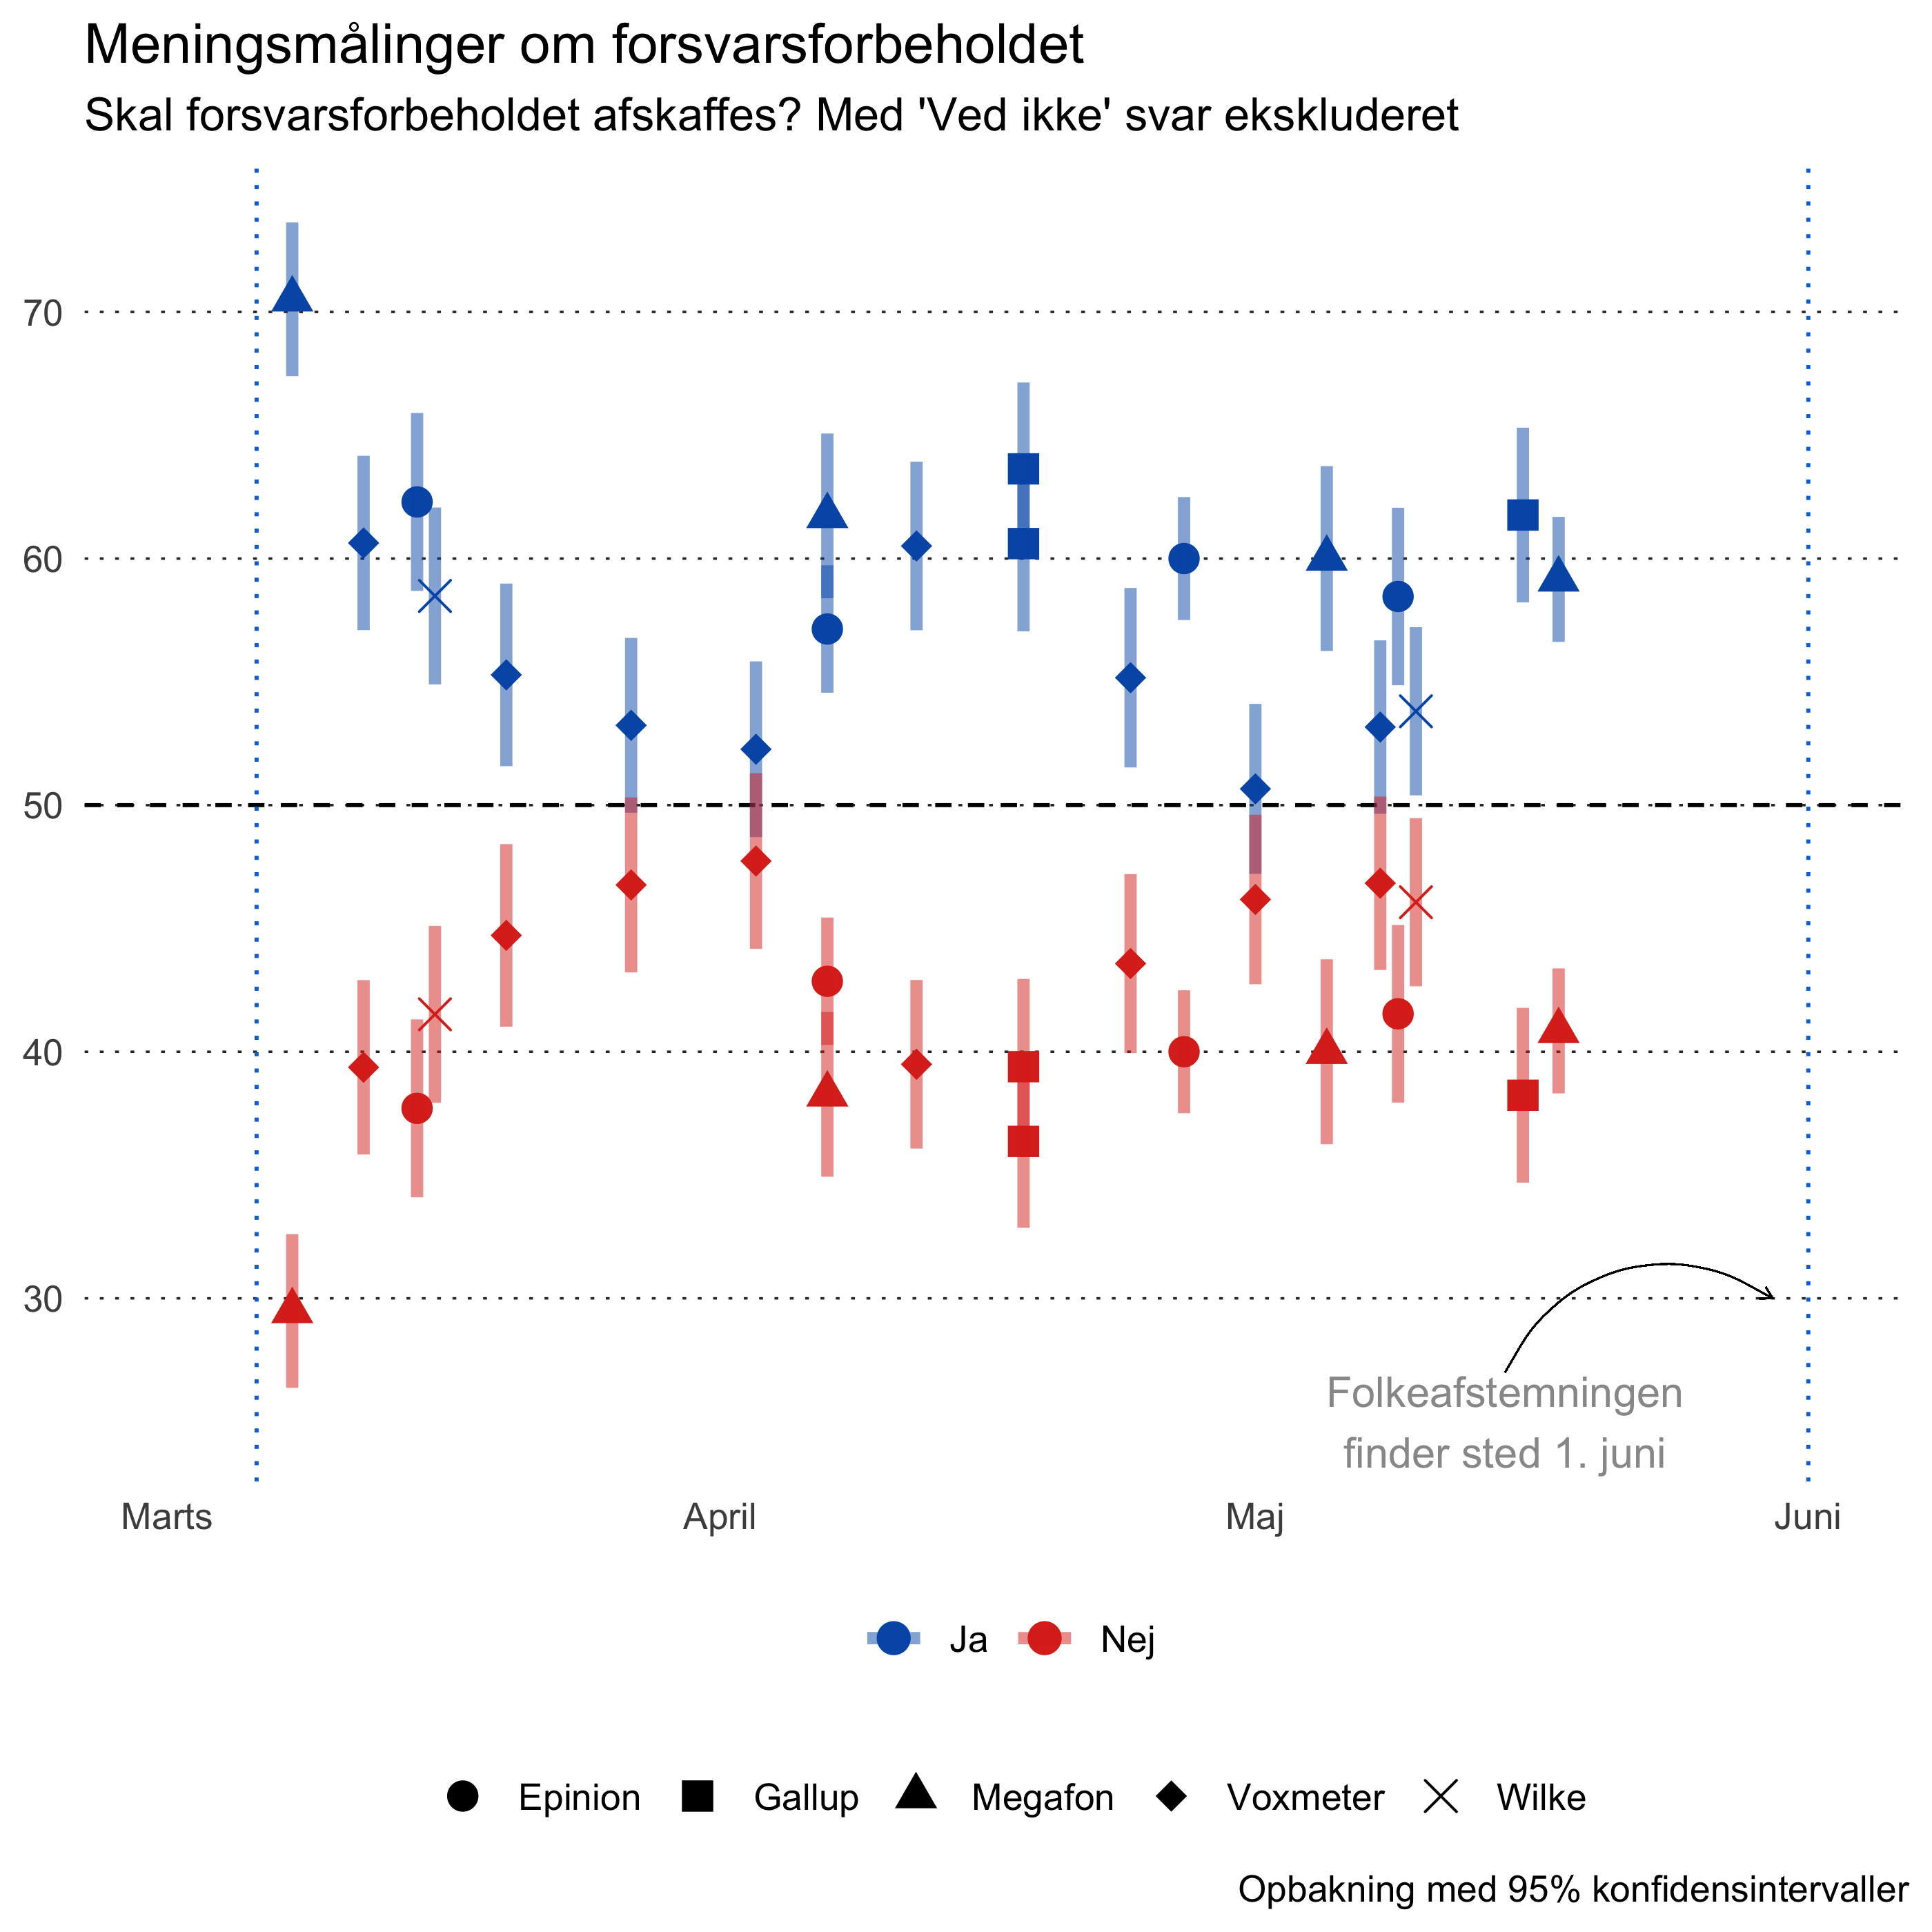 Meningsmålinger om forsvarsforbeholdet
Skal forsvarsforbeholdet afskaffes? Med 'Ved ikke' svar ekskluderet
70
60
50
40
30
Folkeafstemningen
finder sted 1. juni
Marts April Maj Juni
Ja Nej
Epinion Gallup Megafon Voxmeter Wilke
Opbakning med 95% konfidensintervaller